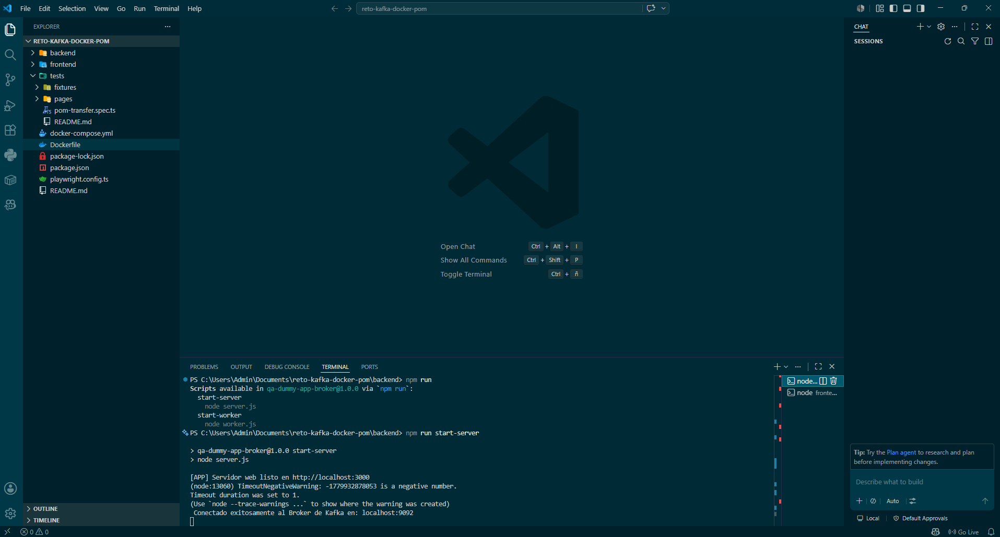 File Edit Selection View Go Run Terminal Help
reto-kafka-docker-pom
EXPLORER
RETO-KAFKA-DOCKER-POM
backend
frontend
tests
fixtures
pages
pom-transfer.spec.ts
README.md
docker-compose.yml
Dockerfile
package-lock.json
package.json
playwright.config.ts
README.md
OUTLINE
TIMELINE
Open Chat Ctrl + Alt + I
Show All Commands Ctrl + Shift + P
Toggle Terminal Ctrl + ñ
PROBLEMS OUTPUT DEBUG CONSOLE TERMINAL PORTS
PS C:\Users\Admin\Documents\reto-kafka-docker-pom\backend> npm run
Scripts available in qa-dummy-app-broker@1.0.0 via `npm run`:
start-server
node server.js
start-worker
node worker.js
PS C:\Users\Admin\Documents\reto-kafka-docker-pom\backend> npm run start-server
> qa-dummy-app-broker@1.0.0 start-server
> node server.js
[APP] Servidor web listo en http://localhost:3000
(node:13060) TimeoutNegativeWarning: -1779932878053 is a negative number.
Timeout duration was set to 1.
(Use `node --trace-warnings ...` to show where the warning was created)
Conectado exitosamente al Broker de Kafka en: localhost:9092
node...
node fronte...
CHAT
SESSIONS
Tip: Try the Plan agent to research and plan
before implementing changes.
Describe what to build
Auto
Local Default Approvals
0 0
Go Live